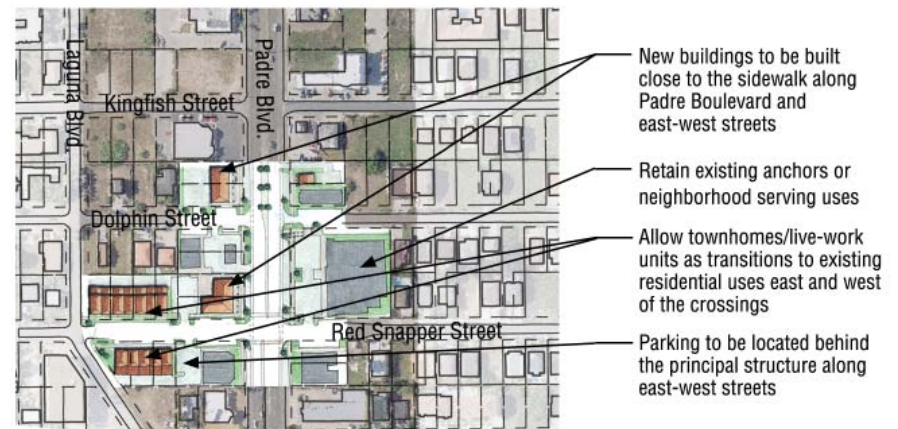 Laguna Blvd.
Padre Blvd.
Kingfish Street
Dolphin Street
Red Snapper Street
New buildings to be built
close to the sidewalk along
Padre Boulevard and
east-west streets
Retain existing anchors or
neighborhood serving uses
Allow townhomes/live-work
units as transitions to existing
residential uses east and west
of the crossings
Parking to be located behind
the principal structure along
east-west streets